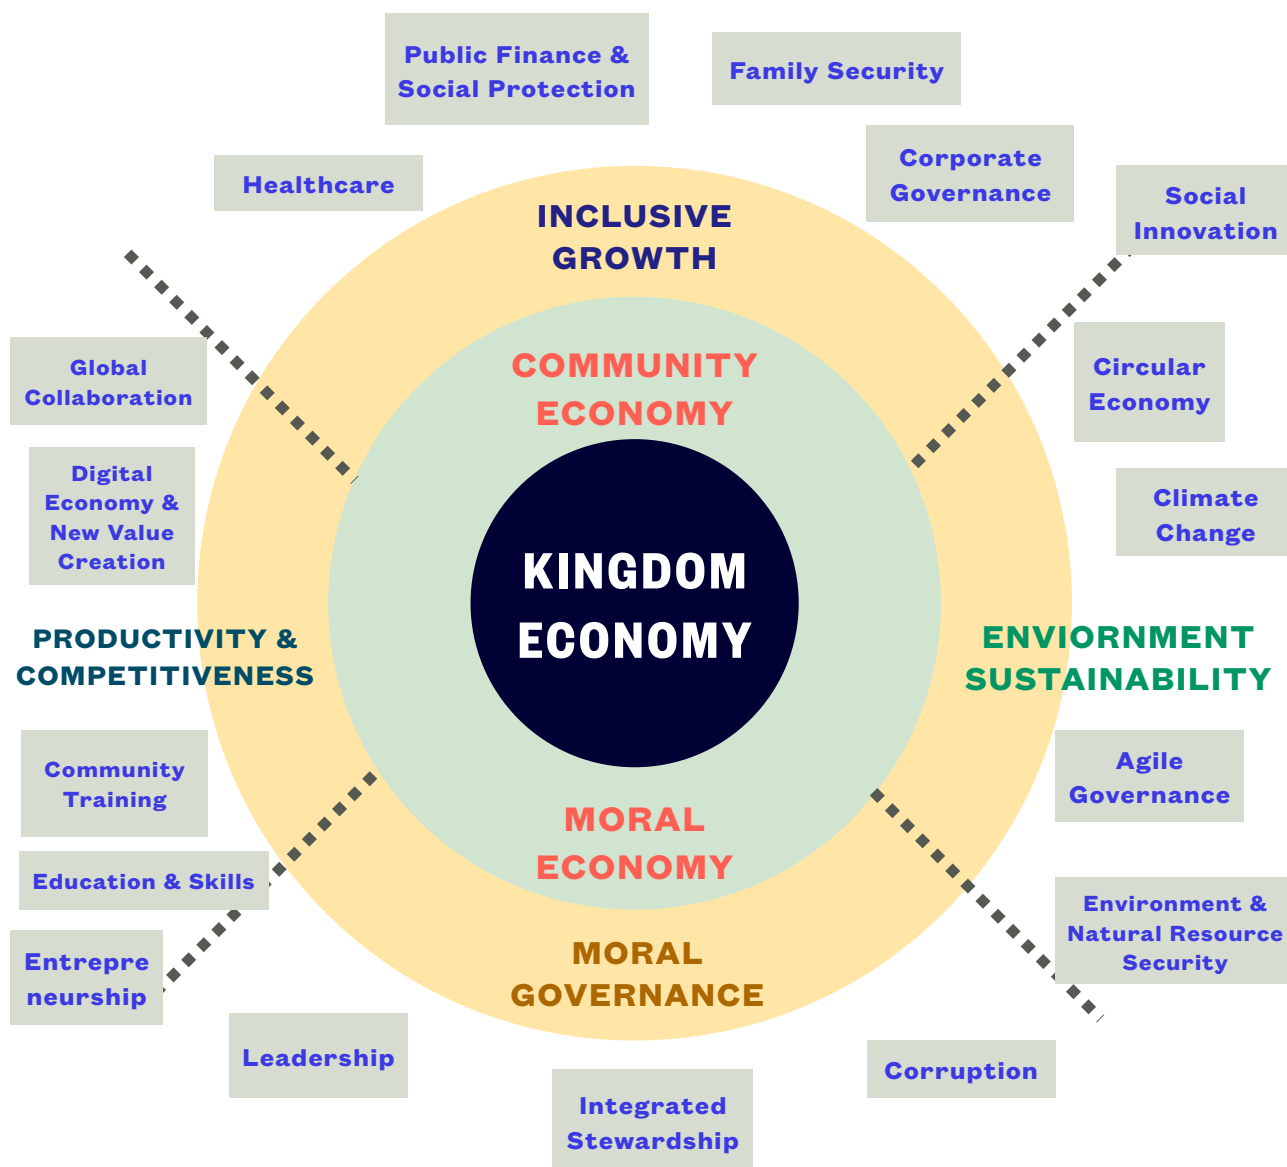 Public Finance &
Social Protection
Family Security
Corporate
Governance
Healthcare
Social
Innovation
INCLUSIVE
GROWTH
Global
Collaboration
COMMUNITY
ECONOMY
Circular
Economy
Digital
Economy &
New Value
Creation
Climate
Change
KINGDOM
ECONOMY
PRODUCTIVITY &
COMPETITIVENESS
ENVIORNMENT
SUSTAINABILITY
Community
Training
Agile
Governance
MORAL
ECONOMY
Education & Skills
Environment &
Natural Resource
Security
Entrepre
neurship
MORAL
GOVERNANCE
Leadership
Corruption
Integrated
Stewardship